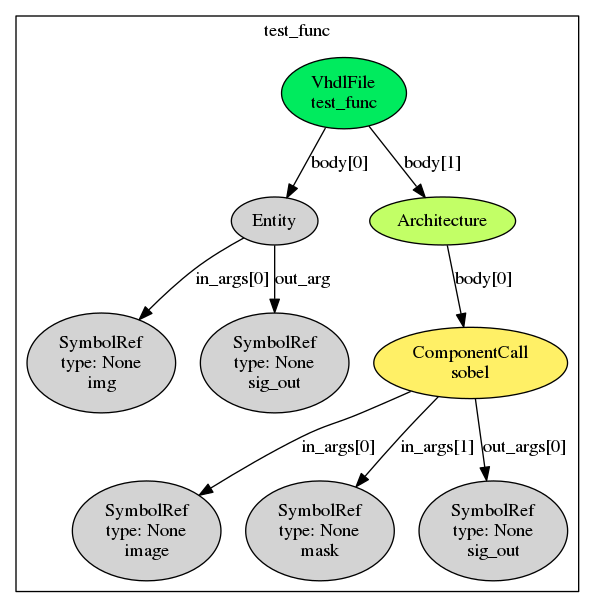 test_func
VhdlFile
test_func
body[0]
body[1]
Entity
Architecture
in_args[0]
out_arg
body[0]
SymbolRef
type: None
img
SymbolRef
type: None
sig_out
ComponentCall
sobel
in_args[0]
in_args[1]
out_args[0]
SymbolRef
type: None
image
SymbolRef
type: None
mask
SymbolRef
type: None
sig_out